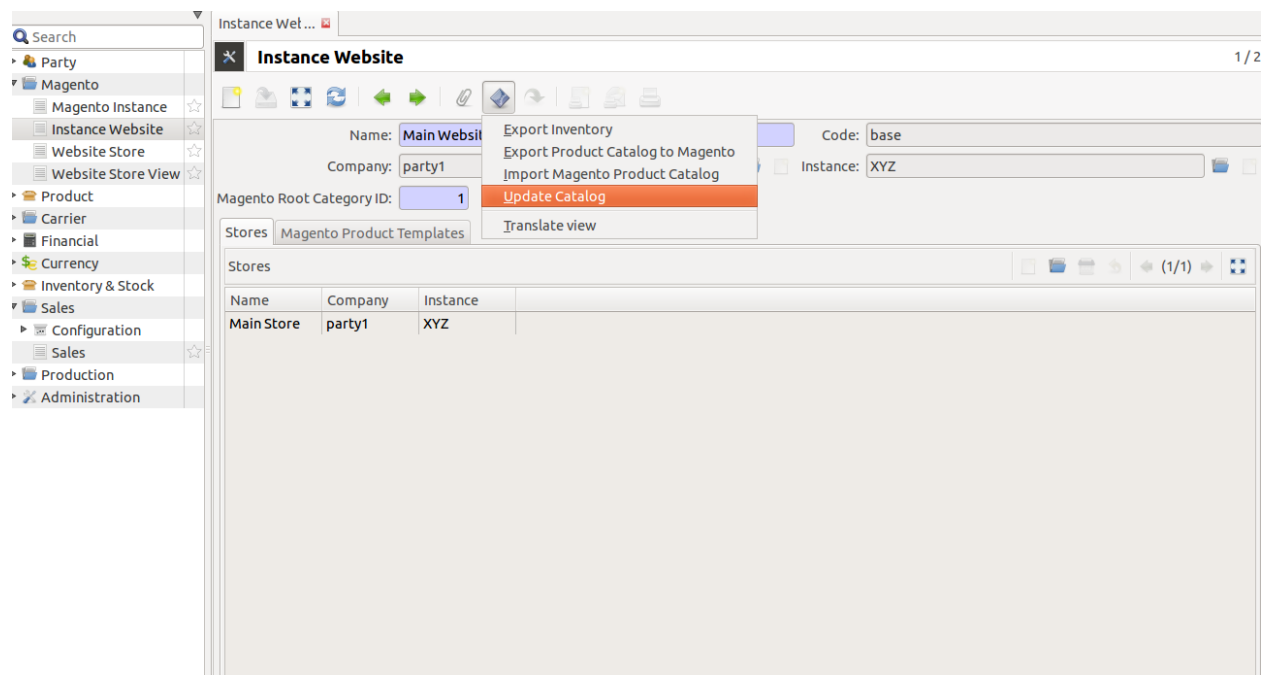 Instance Wet ...
Search
Instance Website
1 / 2
Party
Magento
Magento Instance
Instance Website
Website Store
Website Store View
Product
Carrier
Financial
Currency
Inventory & Stock
Sales
Configuration
Sales
Production
Administration
Name: Main Websit
Code: base
Company: party1
Instance: XYZ
Magento Root Category ID: 1
Export Inventory
Export Product Catalog to Magento
Import Magento Product Catalog
Update Catalog
Translate view
Stores Magento Product Templates
Stores
(1/1)
Name Company Instance
Main Store party1 XYZ